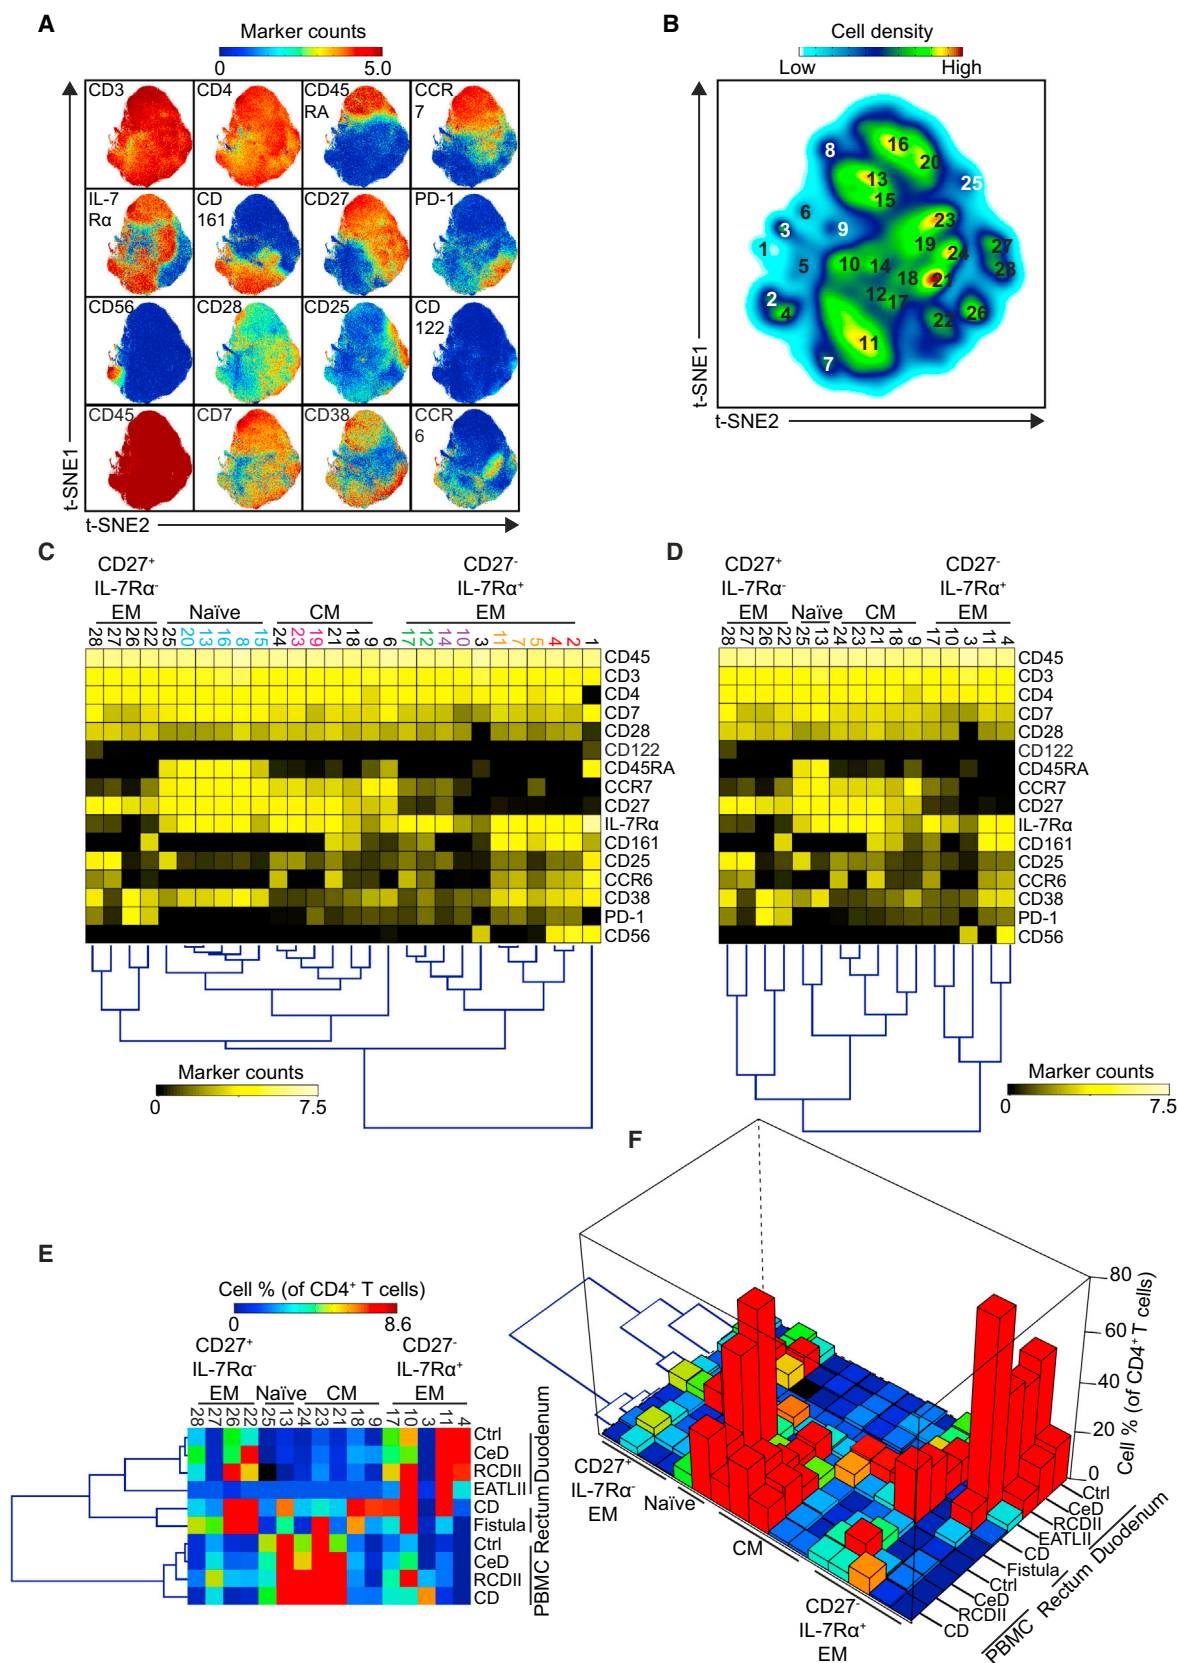 A
Marker counts
0 5.0
CD3 CD4 CD45 RA CCR 7
IL-7 Rα CD 161 CD27 PD-1
CD56 CD28 CD25 CD 122
CD45 CD7 CD38 CCR 6
t-SNE1
t-SNE2
B
Cell density
Low High
16
8
20
13
25
15
6
23
3
9
19
1
27
24
10
14
5
28
18
21
2
12
17
4
26
22
11
7
t-SNE1
t-SNE2
C
CD27⁺
IL-7Rα⁻
EM
Naïve
CM
CD27⁻
IL-7Rα⁺
EM
28 27 26 22 25 20 13 16 8 15 24 23 19 21 18 9 6 17 12 14 10 3 11 7 5 4 2 1
CD45
CD3
CD4
CD7
CD28
CD122
CD45RA
CCR7
CD27
IL-7Rα
CD161
CD25
CCR6
CD38
PD-1
CD56
Marker counts
0 7.5
D
CD27⁺
IL-7Rα⁻
EM
Naïve
CM
CD27⁻
IL-7Rα⁺
EM
28 27 26 22 25 13 24 23 21 18 9 17 10 3 11 4
CD45
CD3
CD4
CD7
CD28
CD122
CD45RA
CCR7
CD27
IL-7Rα
CD161
CD25
CCR6
CD38
PD-1
CD56
Marker counts
0 7.5
E
Cell % (of CD4⁺ T cells)
0 8.6
CD27⁺
IL-7Rα⁻
EM
Naïve
CM
CD27⁻
IL-7Rα⁺
EM
28 27 26 22 25 13 24 23 21 18 9 17 10 3 11 4
Ctrl
CeD
RCDII
EATLII
CD
Fistula
Ctrl
CeD
RCDII
CD
Duodenum
Rectum
PBMC
F
80
60
40
20
0
Cell % (of CD4⁺ T cells)
CD27⁺
IL-7Rα⁻
EM
Naïve
CM
CD27⁻
IL-7Rα⁺
EM
Ctrl
CeD
RCDII
EATLII
CD
Fistula
Ctrl
CeD
RCDII
CD
Duodenum
Rectum
PBMC